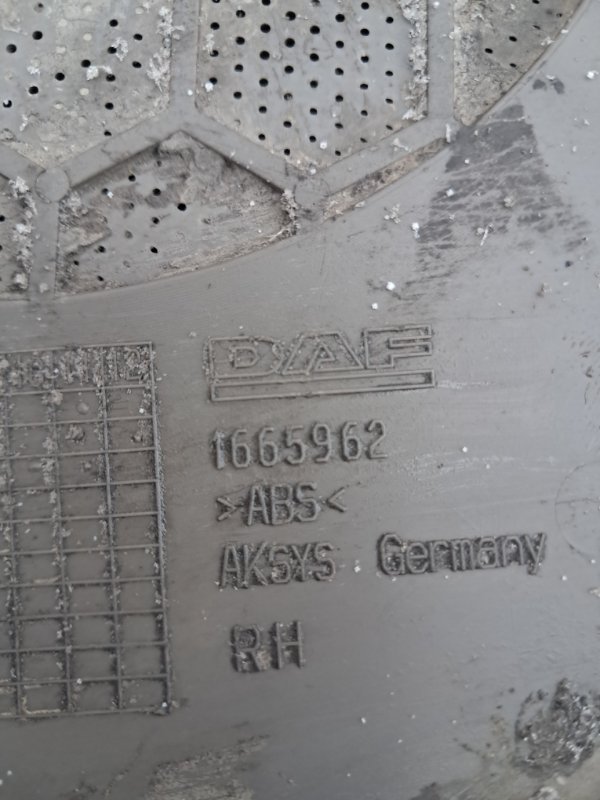 DAF
1665962
>ABS<
AKSYS Germany
RH